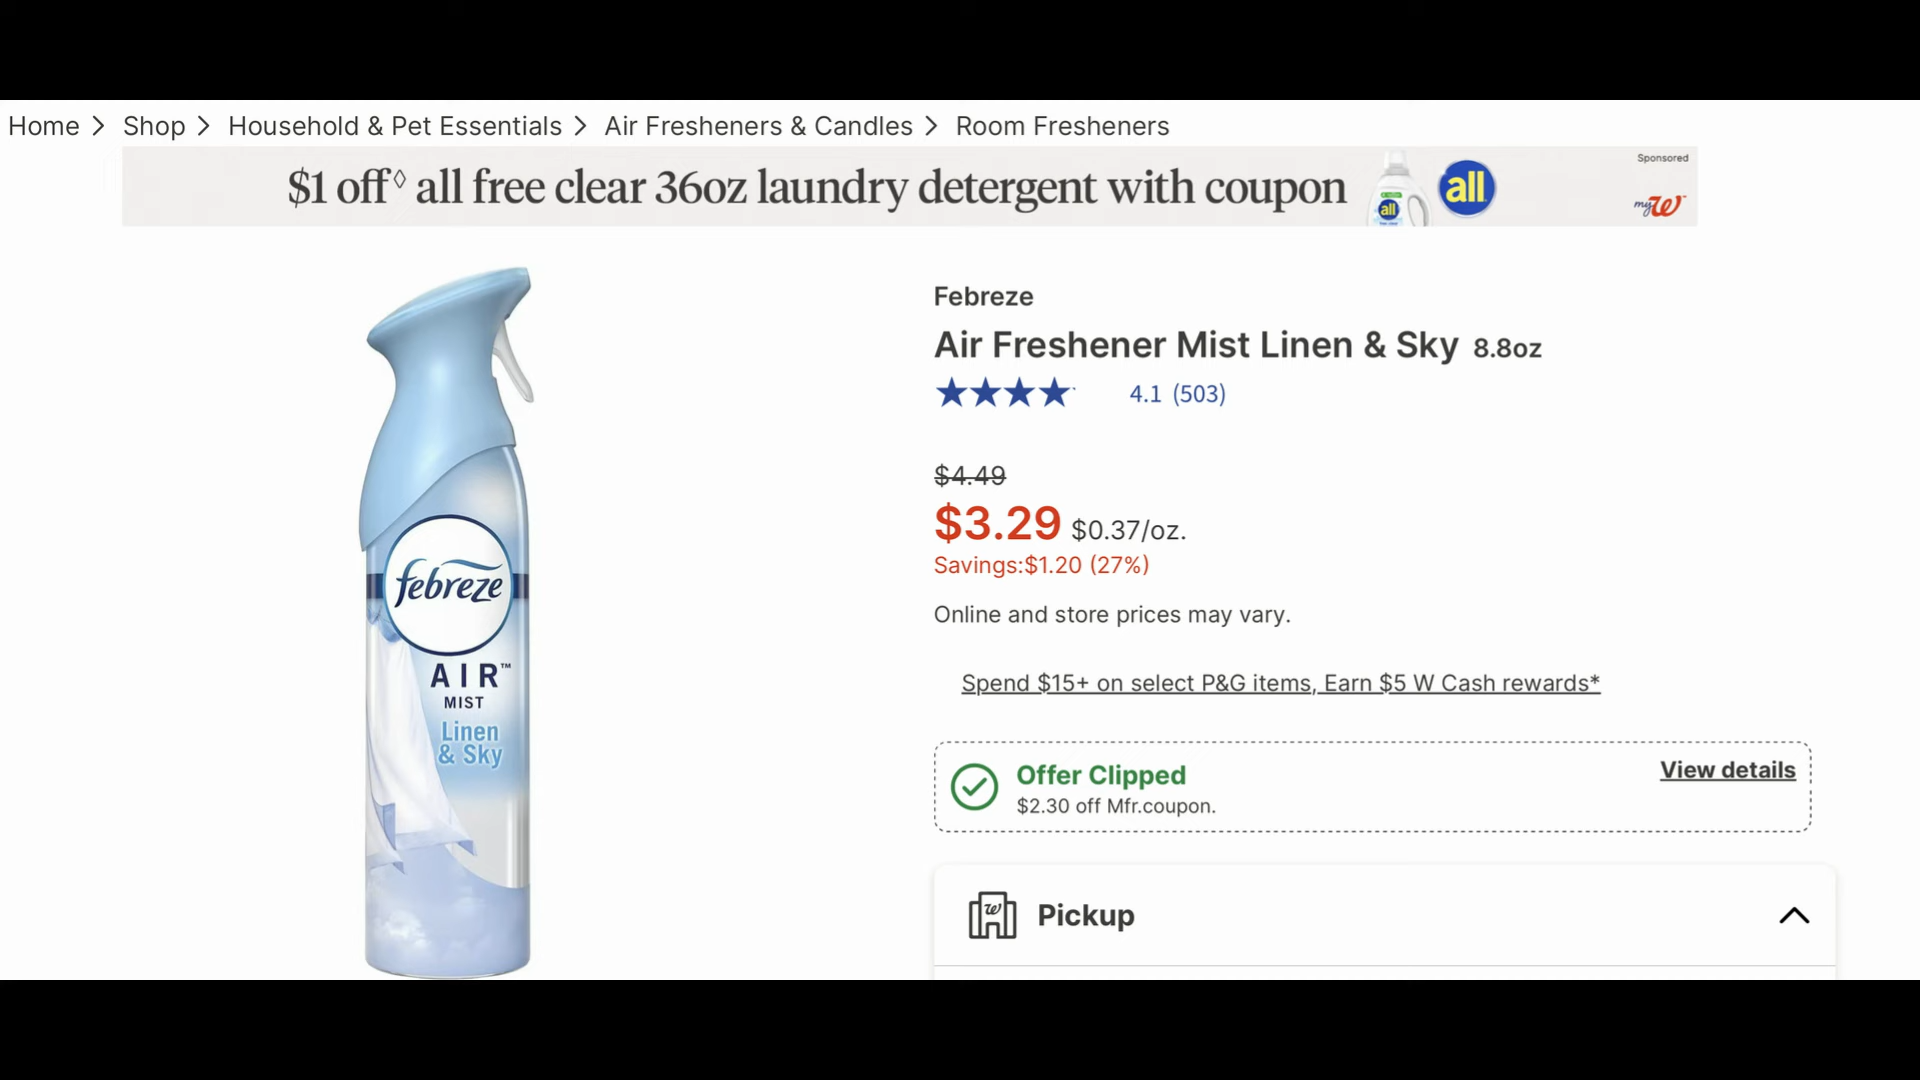 Home > Shop > Household & Pet Essentials > Air Fresheners & Candles > Room Fresheners
$1 off◊ all free clear 36oz laundry detergent with coupon
all
all
Sponsored
myW
Febreze
Air Freshener Mist Linen & Sky 8.8oz
4.1 (503)
$4.49
$3.29 $0.37/oz.
Savings:$1.20 (27%)
Online and store prices may vary.
Spend $15+ on select P&G items, Earn $5 W Cash rewards*
Offer Clipped
View details
$2.30 off Mfr.coupon.
Pickup
febreze
AIR™
MIST
Linen
& Sky